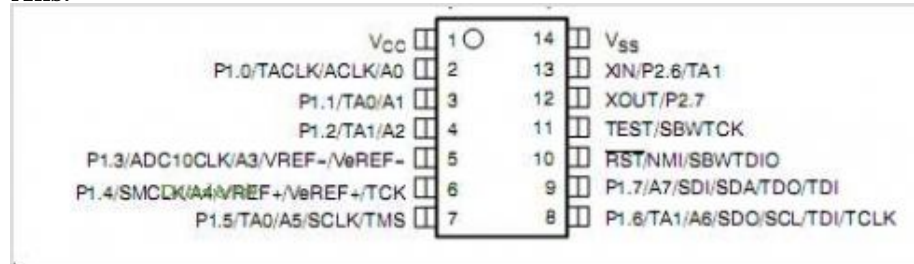 VCC 1 14 VSS
P1.0/TACLK/ACLK/A0 2 13 XIN/P2.6/TA1
P1.1/TA0/A1 3 12 XOUT/P2.7
P1.2/TA1/A2 4 11 TEST/SBWTCK
P1.3/ADC10CLK/A3/VREF-/VeREF- 5 10 RST/NMI/SBWTDIO
P1.4/SMCLK/A4/VREF+/VeREF+/TCK 6 9 P1.7/A7/SDI/SDA/TDO/TDI
P1.5/TA0/A5/SCLK/TMS 7 8 P1.6/TA1/A6/SDO/SCL/TDI/TCLK